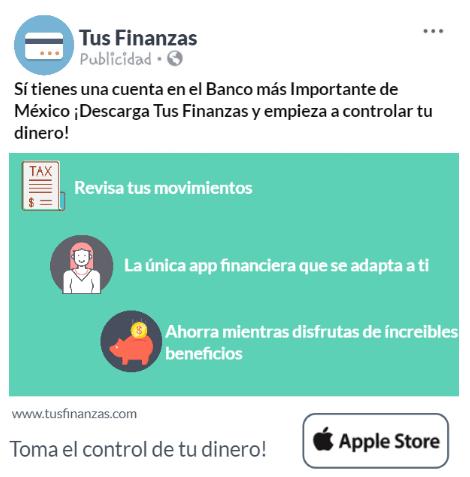 Tus Finanzas
Publicidad •
Sí tienes una cuenta en el Banco más Importante de
México ¡Descarga Tus Finanzas y empieza a controlar tu
dinero!
TAX
$
Revisa tus movimientos
La única app financiera que se adapta a ti
$
Ahorra mientras disfrutas de íncreibles
beneficios
www.tusfinanzas.com
Toma el control de tu dinero!
Apple Store